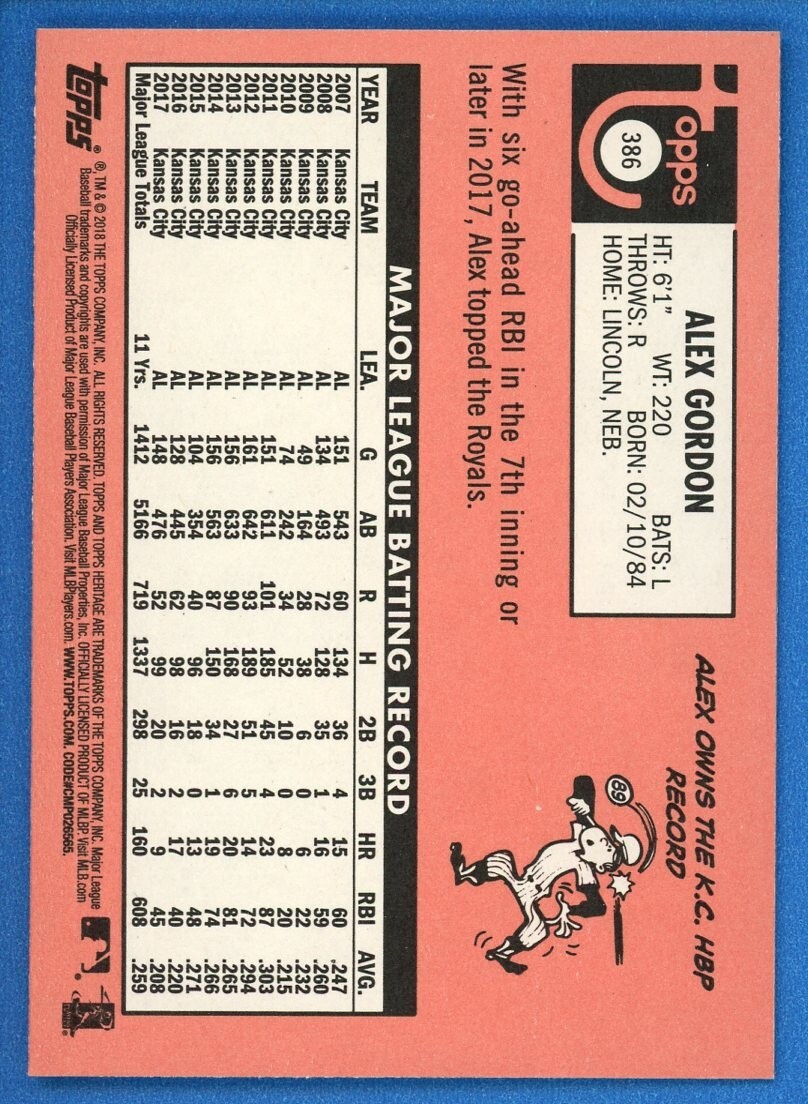 topps
386
ALEX GORDON
HT: 6'1" WT: 220 BATS: L
THROWS: R BORN: 02/10/84
HOME: LINCOLN, NEB.
With six go-ahead RBI in the 7th inning or
later in 2017, Alex topped the Royals.
ALEX OWNS THE K.C. HBP
RECORD
89
MAJOR LEAGUE BATTING RECORD
YEAR TEAM LEA. G AB R H 2B 3B HR RBI AVG.
2007 Kansas City AL 151 543 60 134 36 4 15 60 .247
2008 Kansas City AL 134 493 72 128 35 1 16 59 .260
2009 Kansas City AL 49 164 28 38 6 0 6 22 .232
2010 Kansas City AL 74 242 34 52 10 0 8 20 .215
2011 Kansas City AL 151 611 101 185 45 4 23 87 .303
2012 Kansas City AL 161 642 93 189 51 5 14 72 .294
2013 Kansas City AL 156 633 90 168 27 6 20 81 .265
2014 Kansas City AL 156 563 87 150 34 1 19 74 .266
2015 Kansas City AL 104 354 40 96 18 0 13 48 .271
2016 Kansas City AL 128 445 62 98 16 2 17 40 .220
2017 Kansas City AL 148 476 52 99 20 2 9 45 .208
Major League Totals 11 Yrs. 1412 5166 719 1337 298 25 160 608 .259
topps®
®, TM & © 2018 THE TOPPS COMPANY, INC. ALL RIGHTS RESERVED. TOPPS AND TOPPS HERITAGE ARE TRADEMARKS OF THE TOPPS COMPANY, INC. Major League
Baseball trademarks and copyrights are used with permission of Major League Baseball Properties, Inc. OFFICIALLY LICENSED PRODUCT OF MLBP. Visit MLB.com
Officially Licensed Product of Major League Baseball Players Association. Visit MLBPlayers.com. WWW.TOPPS.COM. CODE#CMP026565.